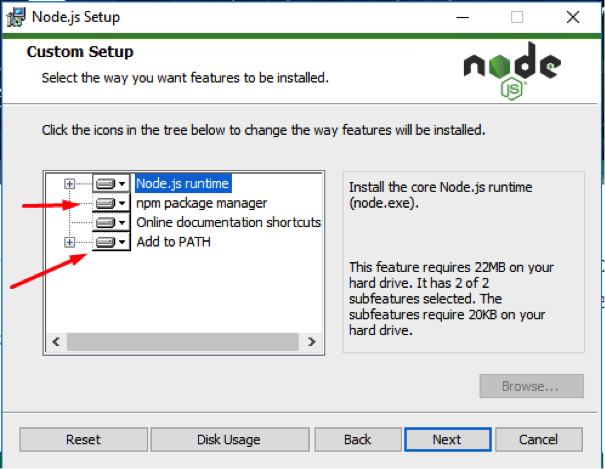 Node.js Setup
Custom Setup
Select the way you want features to be installed.
node
JS
Click the icons in the tree below to change the way features will be installed.
Node.js runtime
npm package manager
Online documentation shortcuts
Add to PATH
Install the core Node.js runtime
(node.exe).
This feature requires 22MB on your
hard drive. It has 2 of 2
subfeatures selected. The
subfeatures require 20KB on your
hard drive.
Browse...
Reset
Disk Usage
Back
Next
Cancel